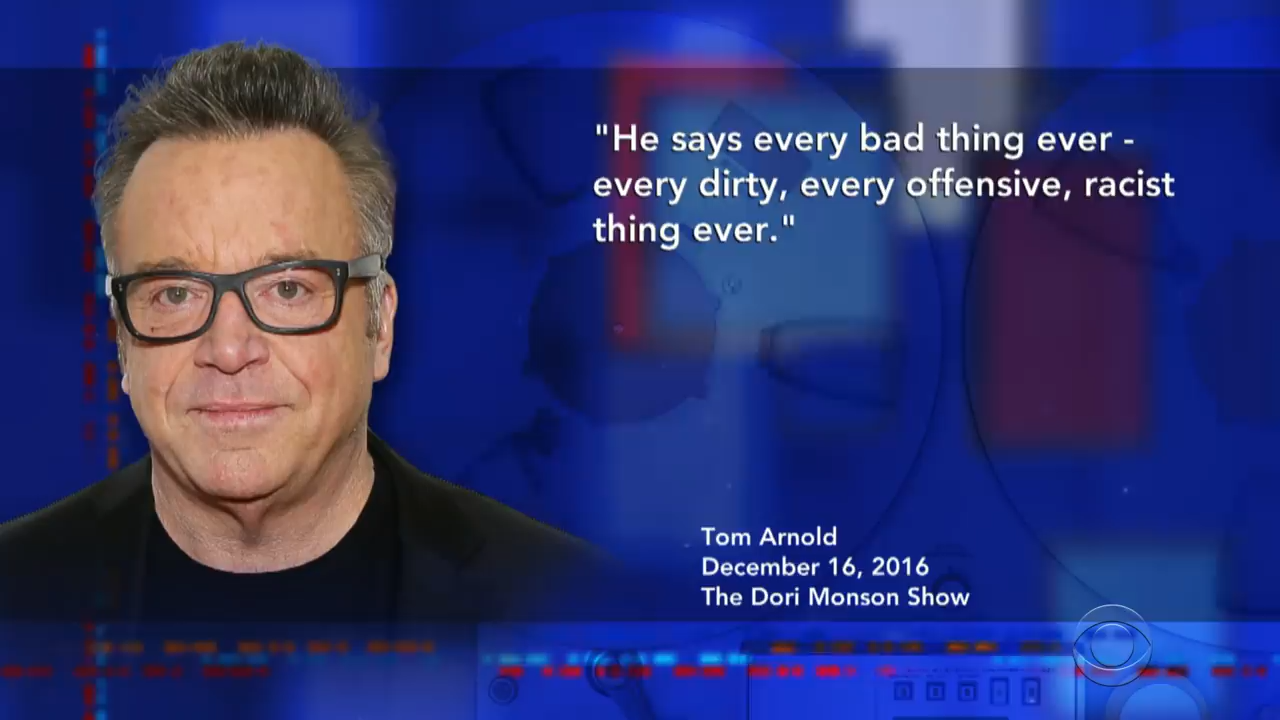 "He says every bad thing ever -
every dirty, every offensive, racist
thing ever."
Tom Arnold
December 16, 2016
The Dori Monson Show